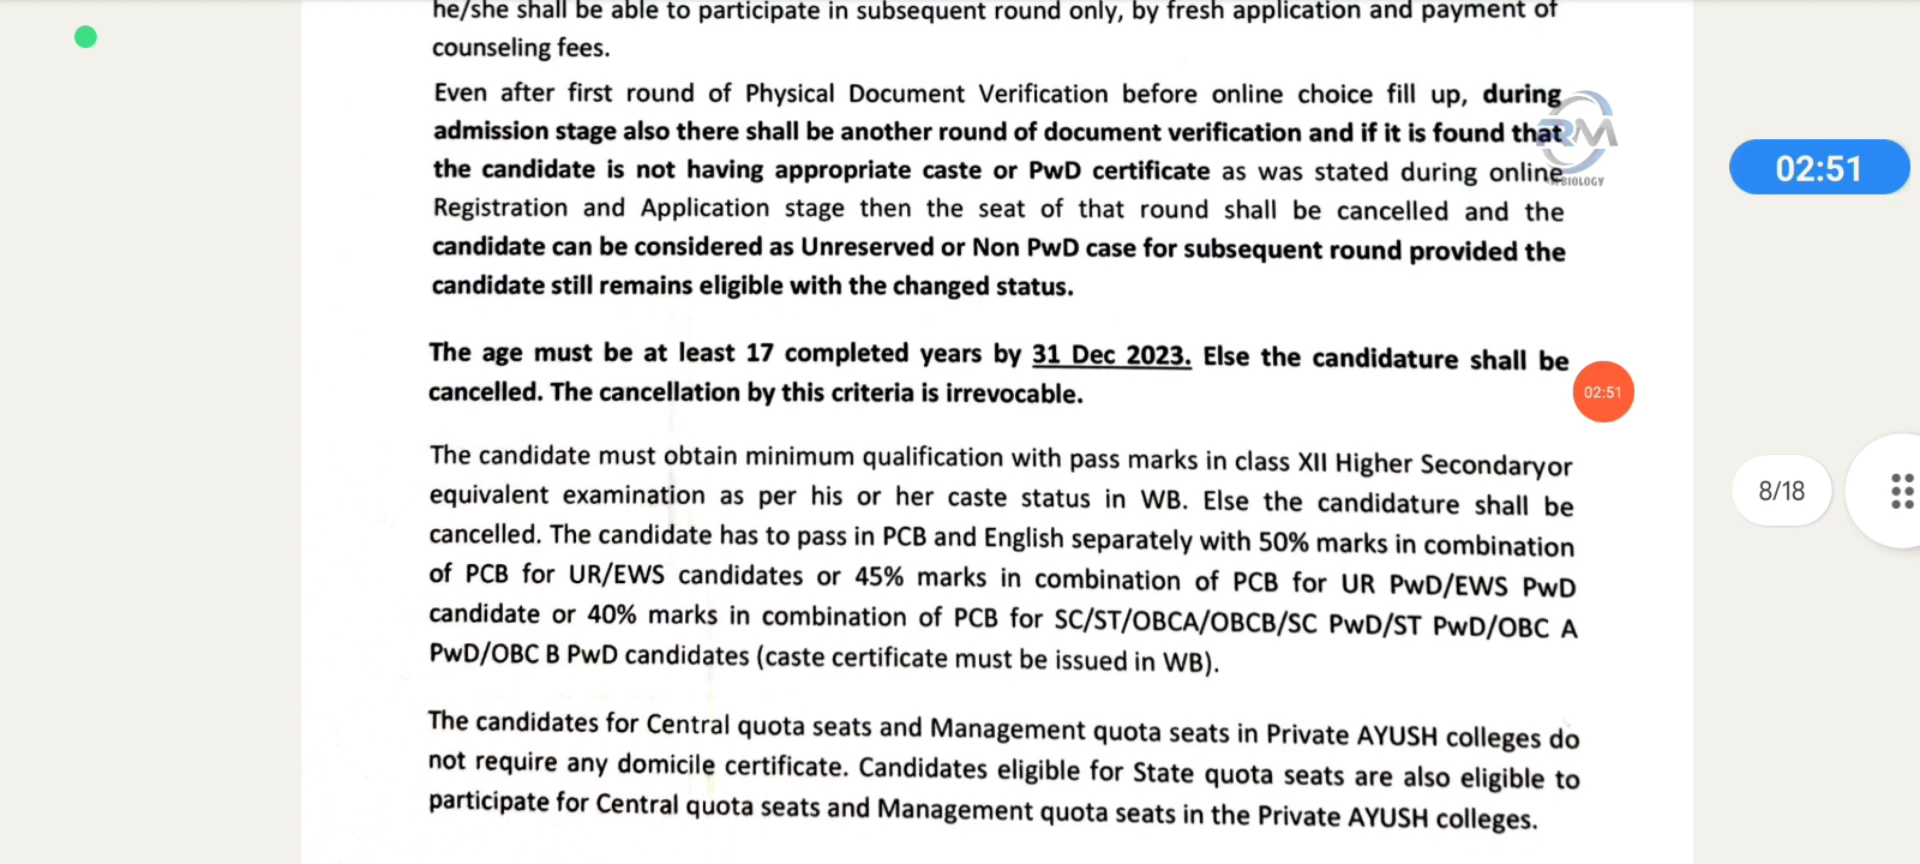 he/she shall be able to participate in subsequent round only, by fresh application and payment of
counseling fees.
Even after first round of Physical Document Verification before online choice fill up, during
admission stage also there shall be another round of document verification and if it is found that
the candidate is not having appropriate caste or PwD certificate as was stated during online
Registration and Application stage then the seat of that round shall be cancelled and the
candidate can be considered as Unreserved or Non PwD case for subsequent round provided the
candidate still remains eligible with the changed status.
The age must be at least 17 completed years by 31 Dec 2023. Else the candidature shall be
cancelled. The cancellation by this criteria is irrevocable.
The candidate must obtain minimum qualification with pass marks in class XII Higher Secondaryor
equivalent examination as per his or her caste status in WB. Else the candidature shall be
cancelled. The candidate has to pass in PCB and English separately with 50% marks in combination
of PCB for UR/EWS candidates or 45% marks in combination of PCB for UR PwD/EWS PwD
candidate or 40% marks in combination of PCB for SC/ST/OBCA/OBCB/SC PwD/ST PwD/OBC A
PwD/OBC B PwD candidates (caste certificate must be issued in WB).
The candidates for Central quota seats and Management quota seats in Private AYUSH colleges do
not require any domicile certificate. Candidates eligible for State quota seats are also eligible to
participate for Central quota seats and Management quota seats in the Private AYUSH colleges.
RM
BIOLOGY
02:51
02:51
8/18